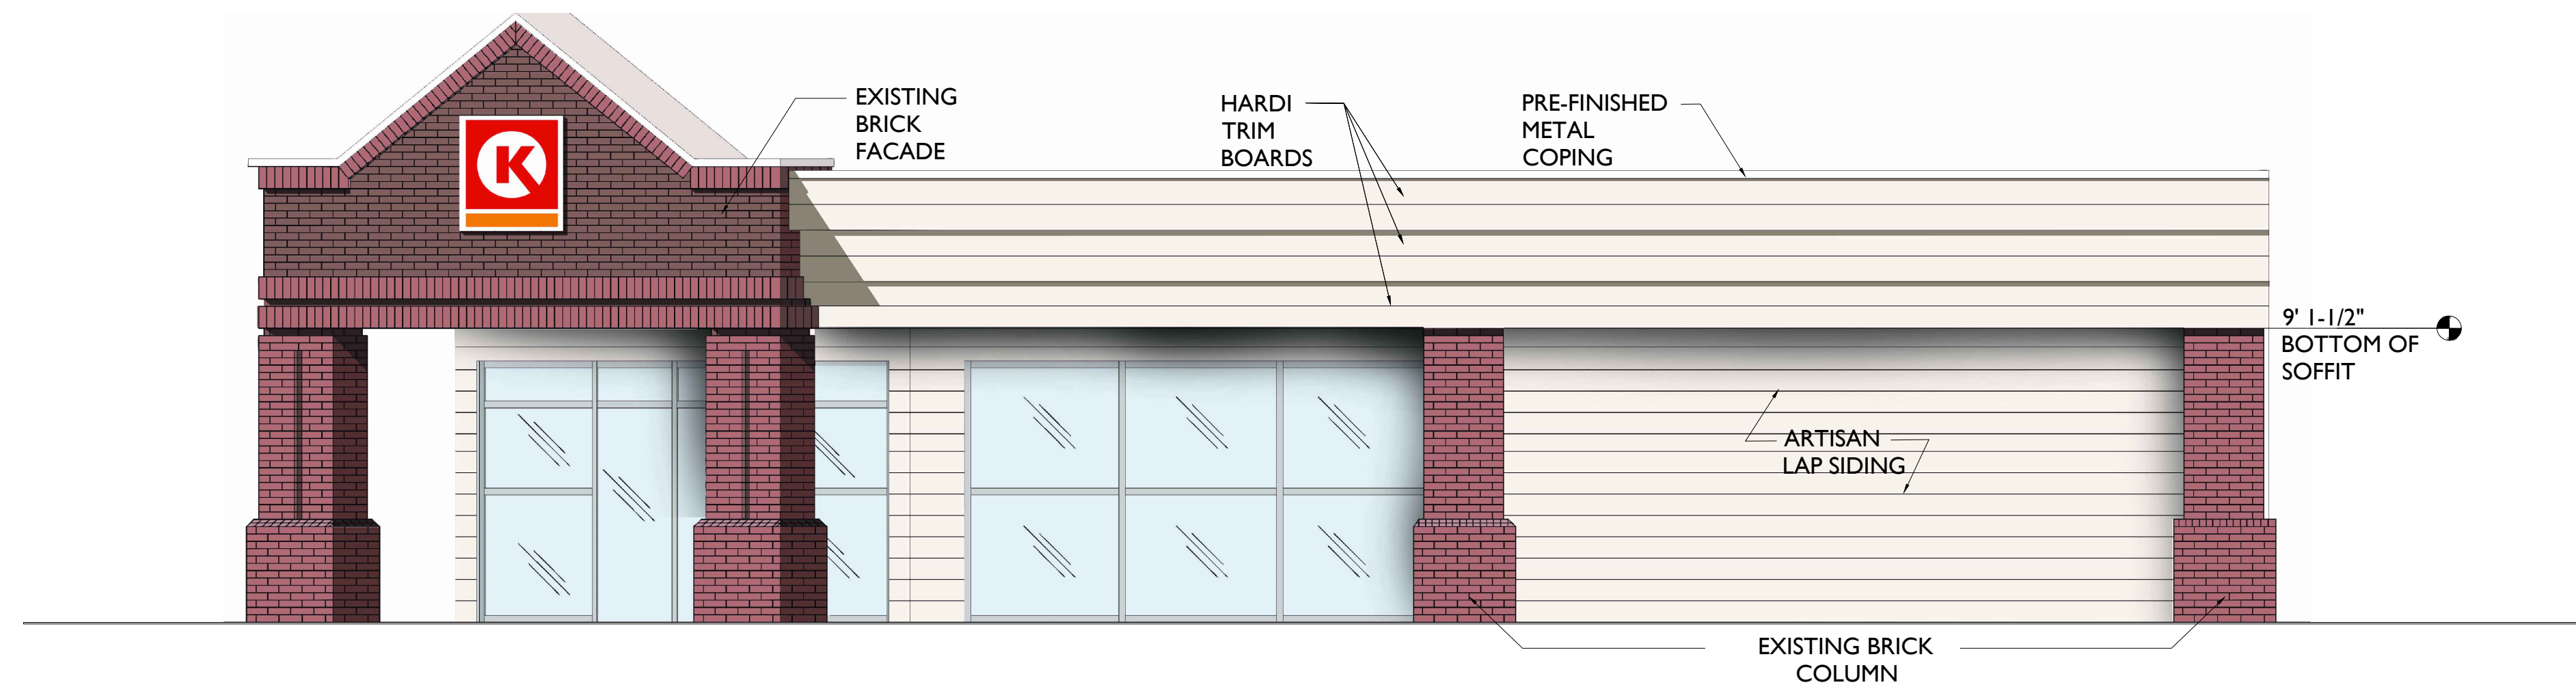 EXISTING
BRICK
FACADE
HARDI
TRIM
BOARDS
PRE-FINISHED
METAL
COPING
K
9' 1-1/2"
BOTTOM OF
SOFFIT
ARTISAN
LAP SIDING
EXISTING BRICK
COLUMN